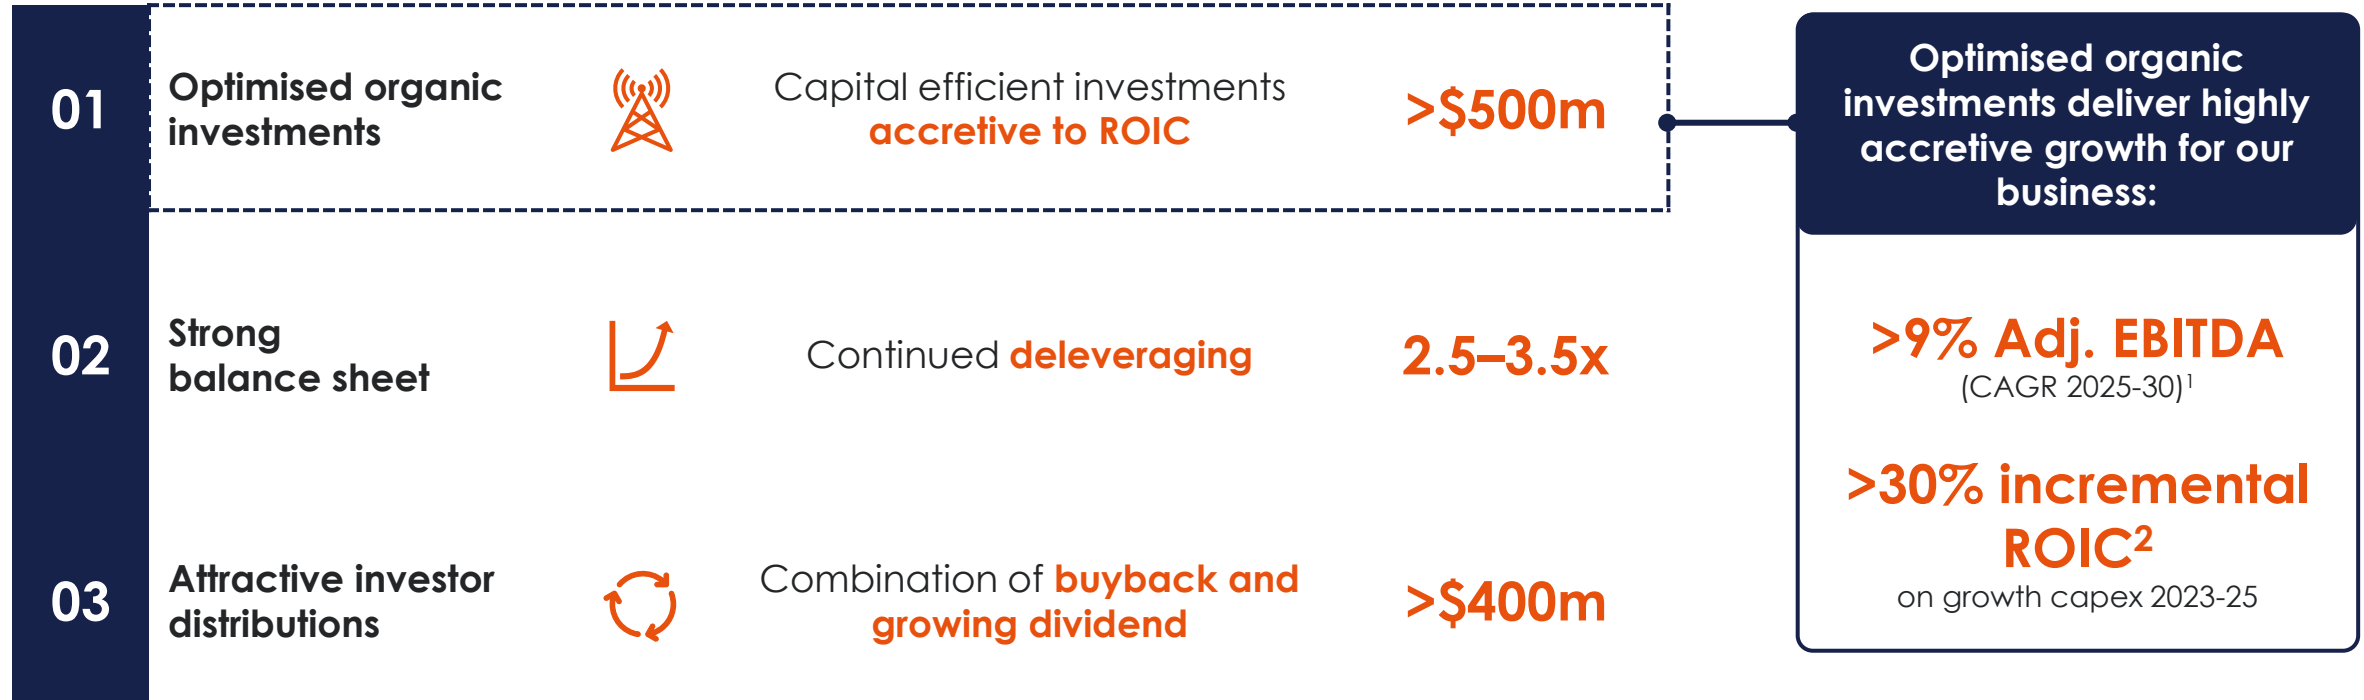 01
Optimised organic
investments
Capital efficient investments
accretive to ROIC
>$500m
02
Strong
balance sheet
Continued deleveraging
2.5–3.5x
03
Attractive investor
distributions
Combination of buyback and
growing dividend
>$400m
Optimised organic
investments deliver highly
accretive growth for our
business:
>9% Adj. EBITDA
(CAGR 2025-30)¹
>30% incremental
ROIC²
on growth capex 2023-25